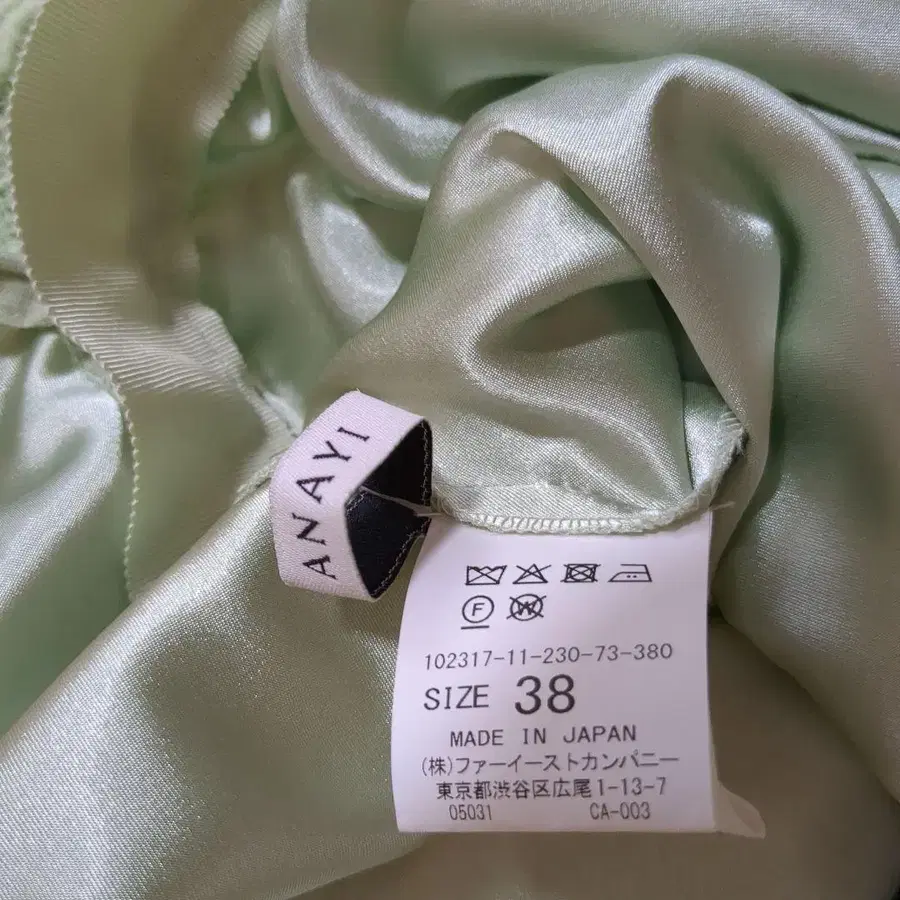 ANAYI
F
W
102317-11-230-73-380
SIZE 38
MADE IN JAPAN
(株)ファーイーストカンパニー
東京都渋谷区広尾1-13-7
05031 CA-003